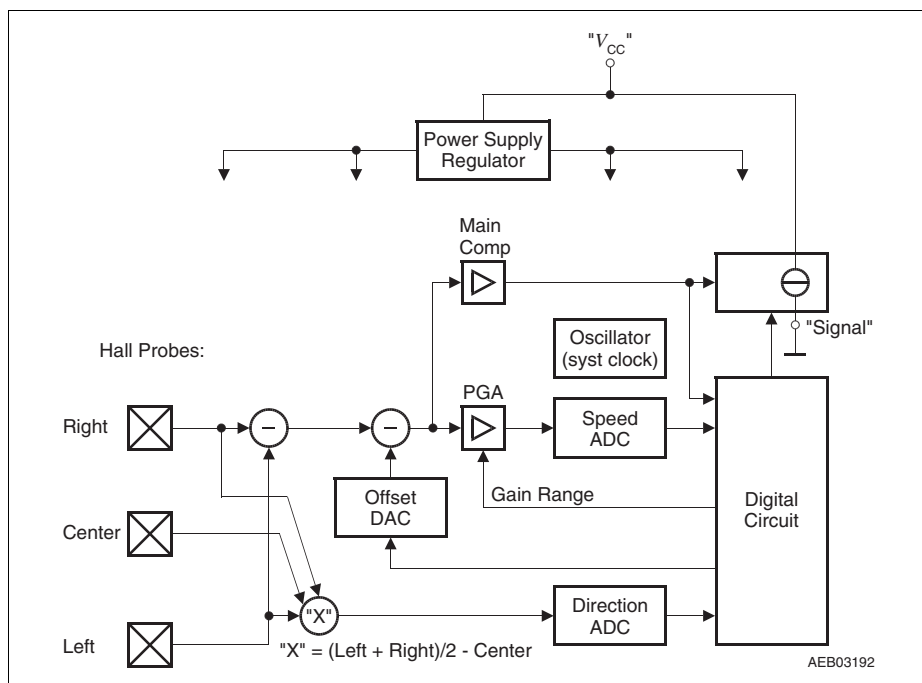 "VCC"
Power Supply
Regulator
Main
Comp
"Signal"
Oscillator
(syst clock)
Hall Probes:
PGA
Right
Speed
ADC
Gain Range
Offset
DAC
Digital
Circuit
Center
"X"
Direction
ADC
Left
"X" = (Left + Right)/2 - Center
AEB03192